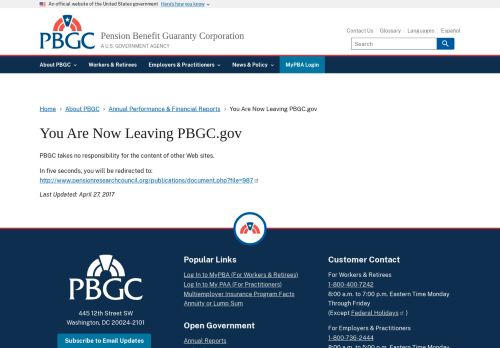 An official website of the United States government Here's how you know
PBGC
Pension Benefit Guaranty Corporation
A U.S. GOVERNMENT AGENCY
Contact Us Glossary Languages Español
Search
About PBGC Workers & Retirees Employers & Practitioners News & Policy MyPBA Login
Home › About PBGC › Annual Performance & Financial Reports › You Are Now Leaving PBGC.gov
You Are Now Leaving PBGC.gov
PBGC takes no responsibility for the content of other Web sites.
In five seconds, you will be redirected to:
http://www.pensionresearchcouncil.org/publications/document.php?file=987
Last Updated: April 27, 2017
PBGC
445 12th Street SW
Washington, DC 20024-2101
Subscribe to Email Updates
Popular Links
Log In to MyPBA (For Workers & Retirees)
Log In to My PAA (For Practitioners)
Multiemployer Insurance Program Facts
Annuity or Lump Sum
Open Government
Annual Reports
Customer Contact
For Workers & Retirees
1-800-400-7242
8:00 a.m. to 7:00 p.m. Eastern Time Monday
Through Friday
(Except Federal Holidays )
For Employers & Practitioners
1-800-736-2444
8:00 a.m. to 5:00 p.m. Eastern Time Monday